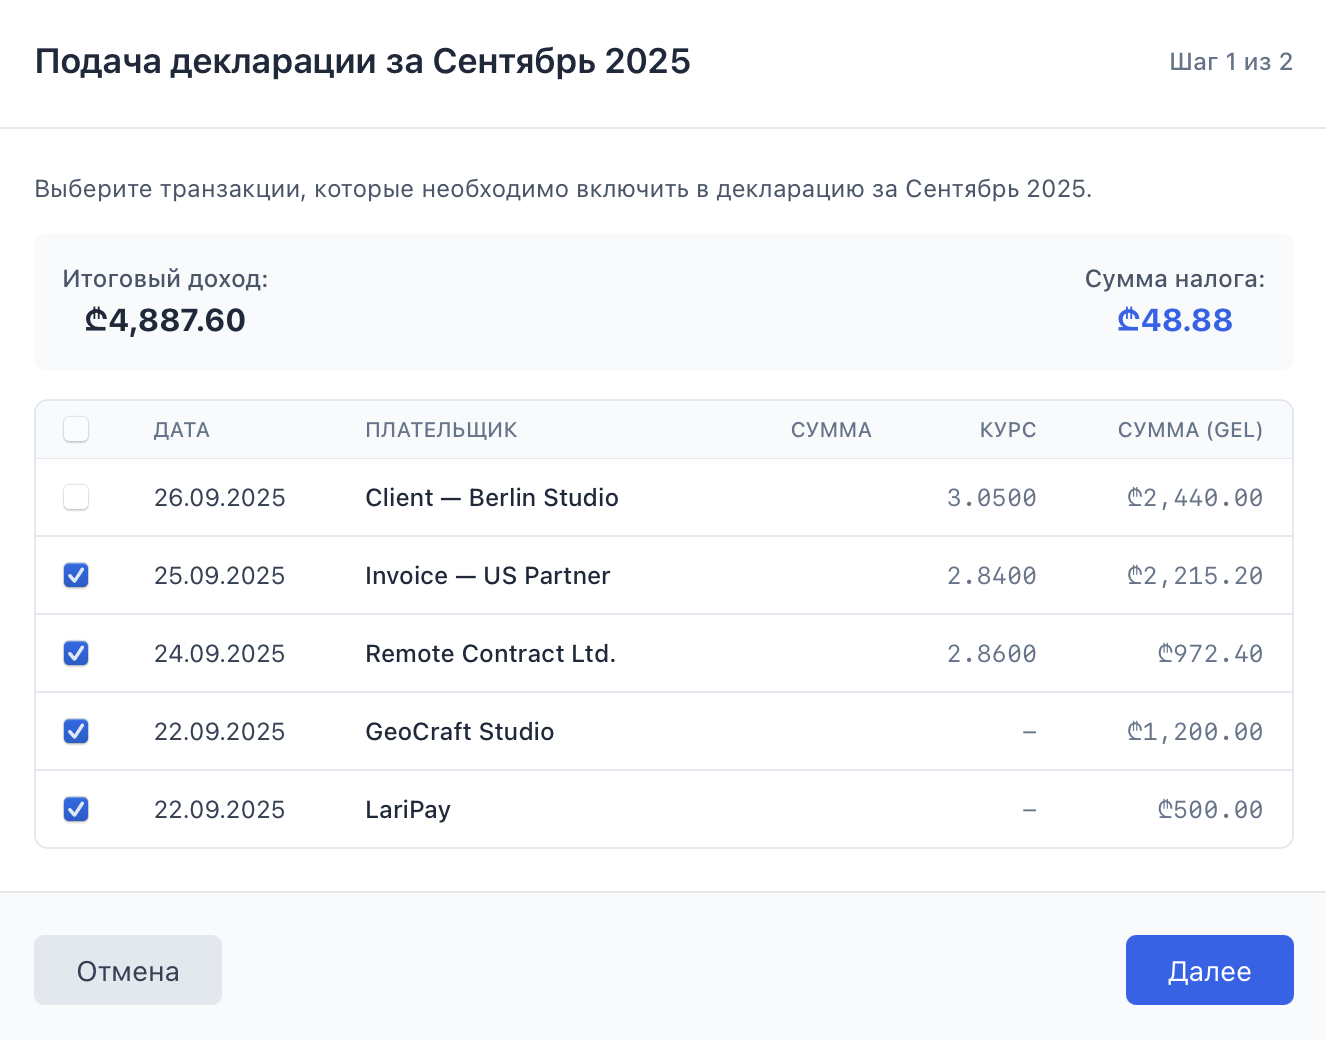 Подача декларации за Сентябрь 2025
Шаг 1 из 2
Выберите транзакции, которые необходимо включить в декларацию за Сентябрь 2025.
Итоговый доход:
₾4,887.60
Сумма налога:
₾48.88
ДАТА ПЛАТЕЛЬЩИК СУММА КУРС СУММА (GEL)
26.09.2025 Client — Berlin Studio 3.0500 ₾2,440.00
25.09.2025 Invoice — US Partner 2.8400 ₾2,215.20
24.09.2025 Remote Contract Ltd. 2.8600 ₾972.40
22.09.2025 GeoCraft Studio – ₾1,200.00
22.09.2025 LariPay – ₾500.00
Отмена
Далее